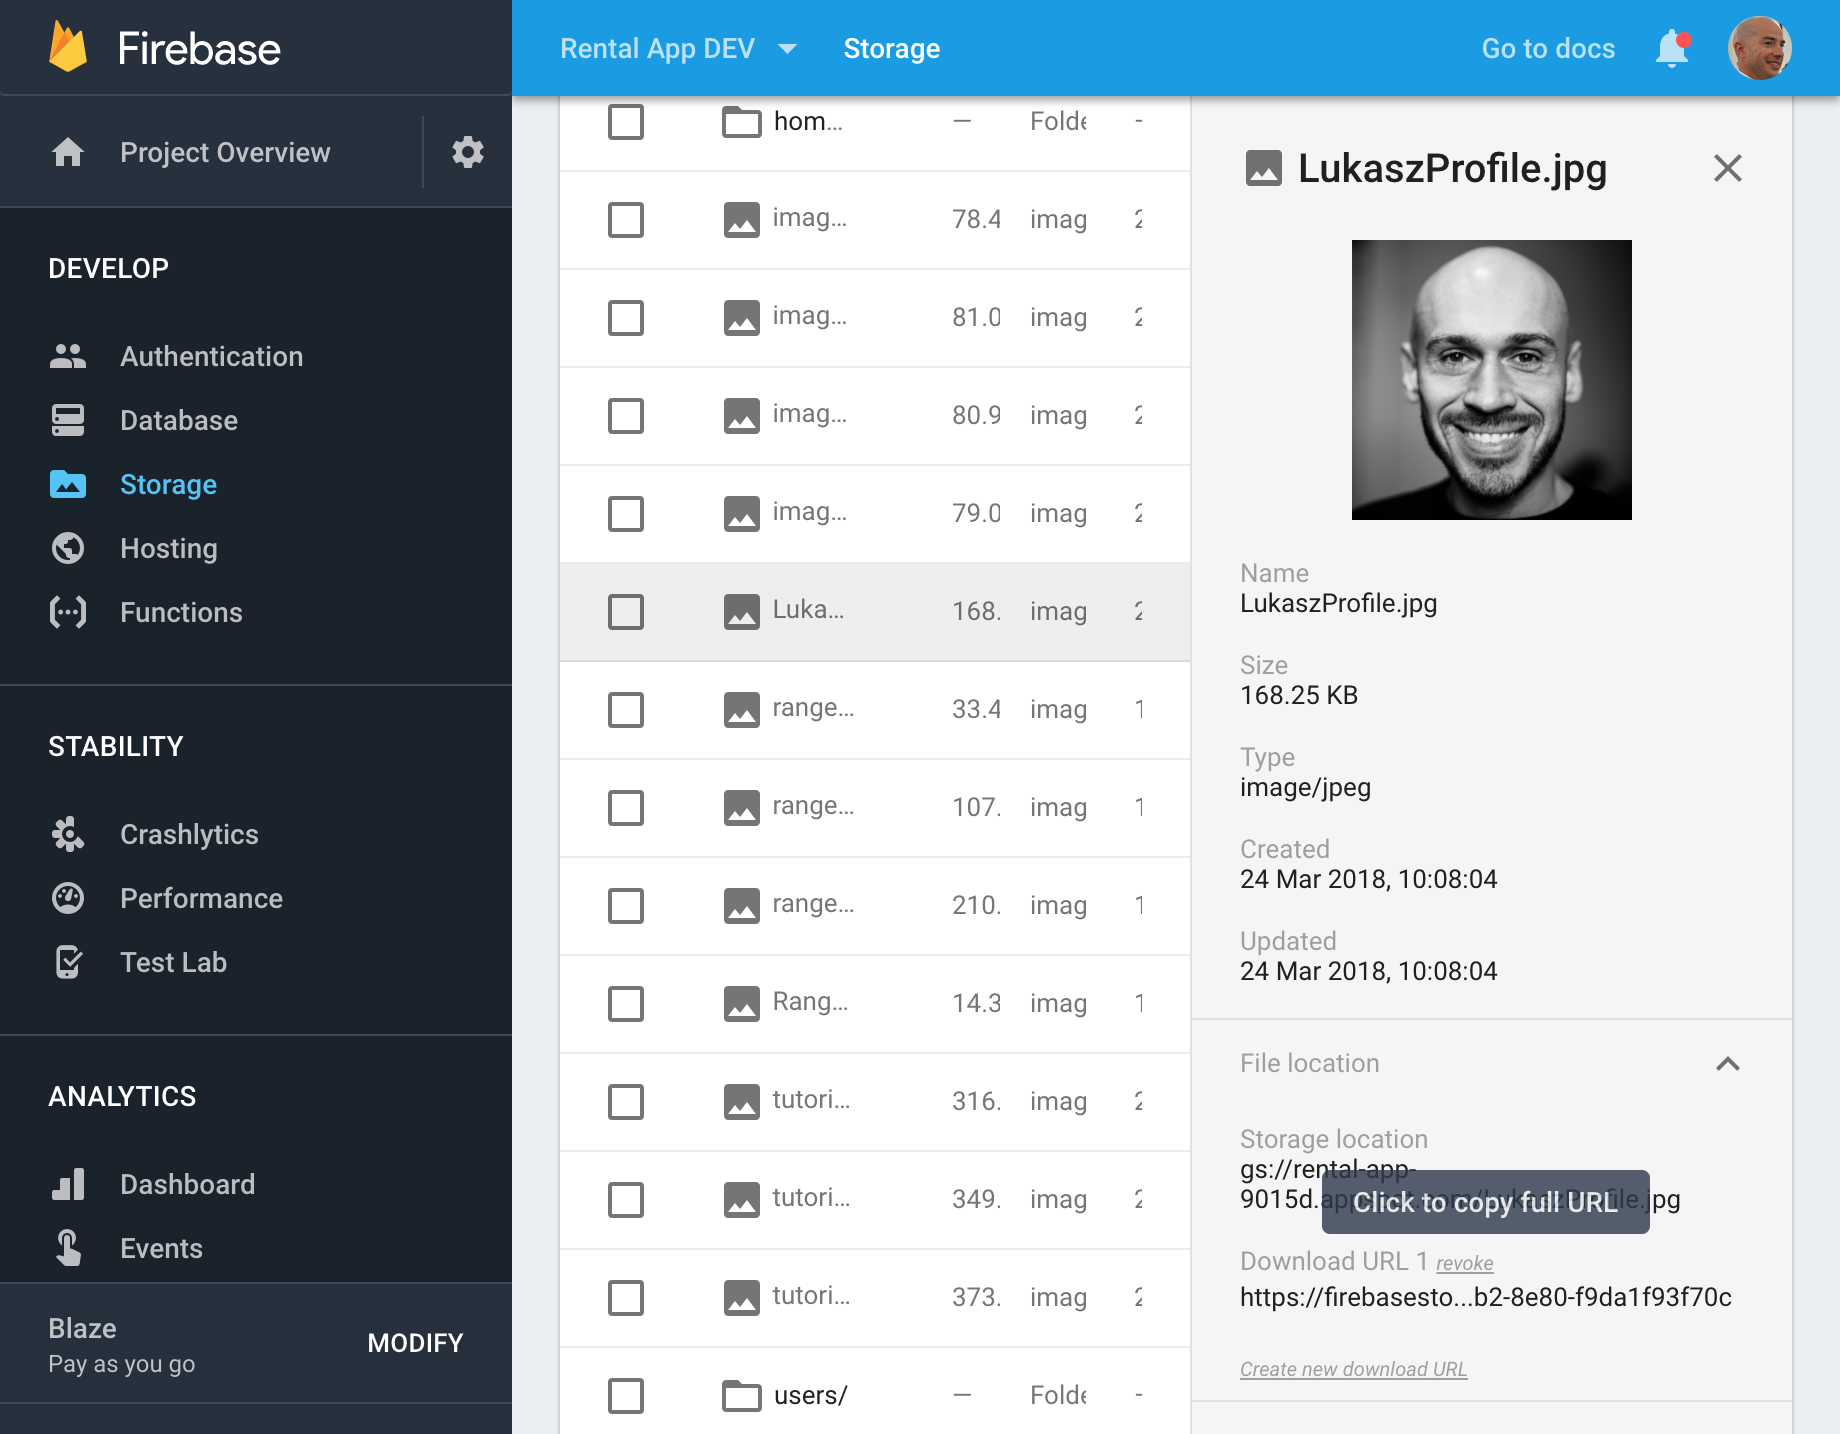 Firebase
Rental App DEV
Storage
Go to docs
Project Overview
DEVELOP
Authentication
Database
Storage
Hosting
Functions
STABILITY
Crashlytics
Performance
Test Lab
ANALYTICS
Dashboard
Events
Blaze
Pay as you go
MODIFY
hom... — Folde -
imag... 78.4 imag 2
imag... 81.0 imag 2
imag... 80.9 imag 2
imag... 79.0 imag 2
Luka... 168. imag 2
range... 33.4 imag 1
range... 107. imag 1
range... 210. imag 1
Rang... 14.3 imag 1
tutori... 316. imag 2
tutori... 349. imag 2
tutori... 373. imag 2
users/ — Folde -
LukaszProfile.jpg
Name
LukaszProfile.jpg
Size
168.25 KB
Type
image/jpeg
Created
24 Mar 2018, 10:08:04
Updated
24 Mar 2018, 10:08:04
File location
Storage location
gs://rental-app-
9015d.appspot.com/LukaszProfile.jpg
Click to copy full URL
Download URL 1 revoke
https://firebasesto...b2-8e80-f9da1f93f70c
Create new download URL